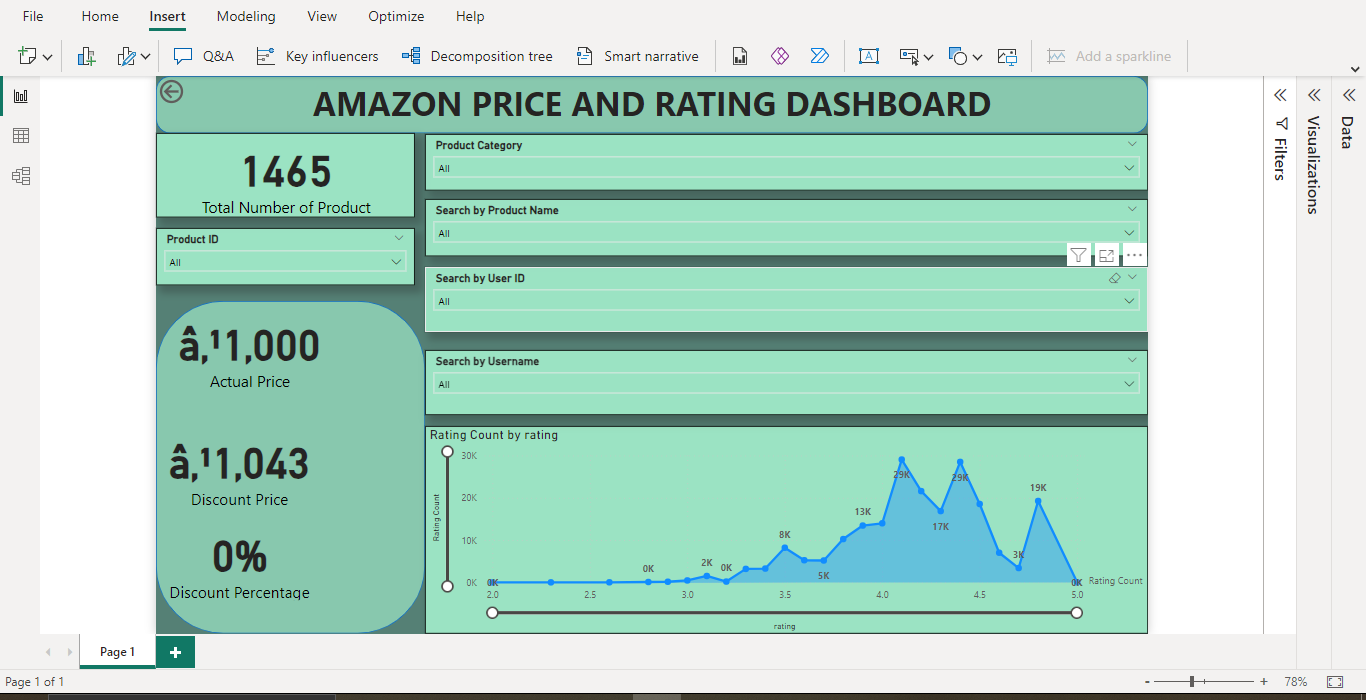 File Home Insert Modeling View Optimize Help
Q&A Key influencers Decomposition tree Smart narrative A Add a sparkline
AMAZON PRICE AND RATING DASHBOARD
1465
Total Number of Product
Product ID
All
â‚¹1,000
Actual Price
â‚¹1,043
Discount Price
0%
Discount Percentage
Product Category
All
Search by Product Name
All
Search by User ID
All
Search by Username
All
Rating Count by rating
Rating Count
30K
20K
10K
0K
0K
0K
2K
0K
8K
5K
13K
29K
17K
29K
3K
19K
0K
Rating Count
2.0 2.5 3.0 3.5 4.0 4.5 5.0
rating
Filters
Visualizations
Data
Page 1
Page 1 of 1
- + 78%